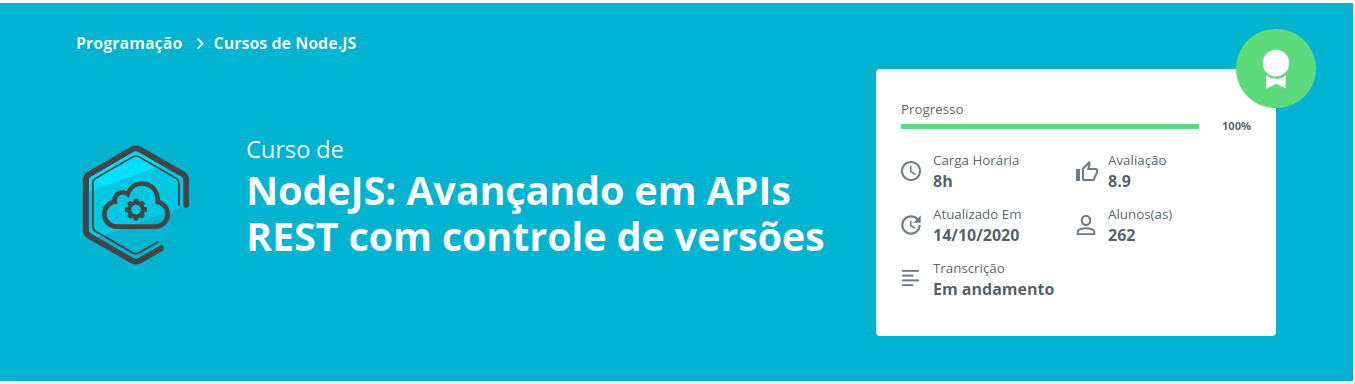 Programação > Cursos de Node.JS
Curso de
NodeJS: Avançando em APIs
REST com controle de versões
Progresso
100%
Carga Horária
8h
Avaliação
8.9
Atualizado Em
14/10/2020
Alunos(as)
262
Transcrição
Em andamento